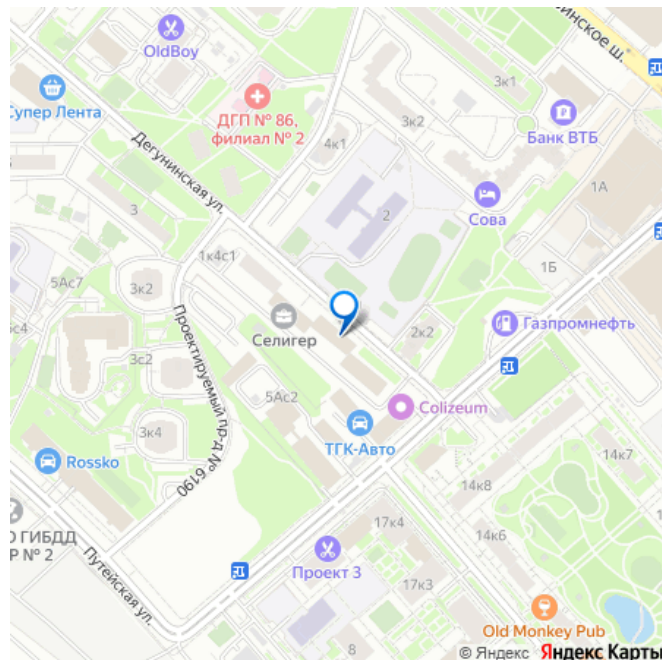 OldBoy
инское ш.
3к1
Супер Лента
ДГП № 86,
филиал № 2
3к2
4к1
Банк ВТБ
Дегунинская ул.
1А
3
2
Сова
1к4с1
5Ас7
1Б
3к2
с4
Селигер
2к2
Газпромнефть
3с2
Проектируемый пр-д № 6190
5Ас2
Colizeum
3к4
ТГК-Авто
Rossko
14к7
14к8
О ГИБДД
Р № 2
17к4
14к6
Путейская ул.
Проект 3
17к3
Old Monkey Pub
8
© Яндекс Яндекс Карты